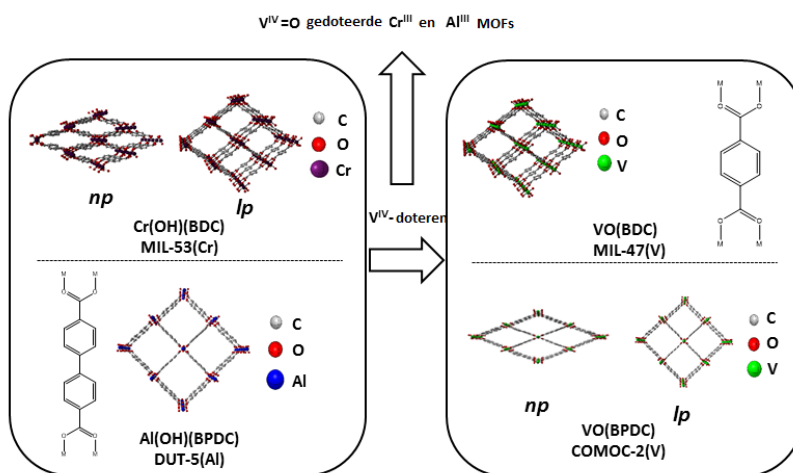 V^IV=O gedoteerde Cr^III en Al^III MOFs
C
O
Cr
np
lp
Cr(OH)(BDC)
MIL-53(Cr)
M M
O O
O O
M M
C
O
Al
Al(OH)(BPDC)
DUT-5(Al)
V^IV-doteren
C
O
V
lp
VO(BDC)
MIL-47(V)
M M
O O
O O
M M
C
O
V
np
lp
VO(BPDC)
COMOC-2(V)